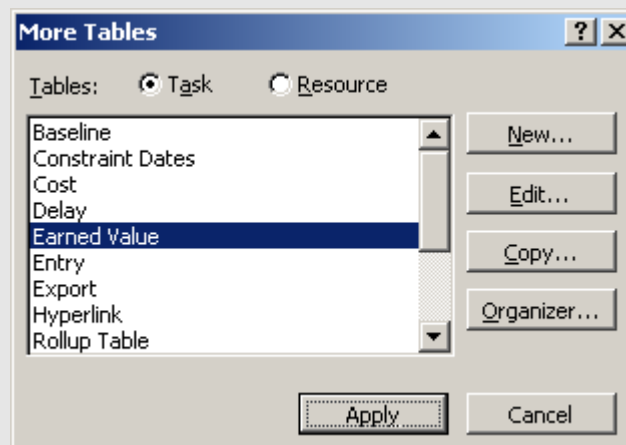 More Tables
Tables: Task Resource
Baseline
Constraint Dates
Cost
Delay
Earned Value
Entry
Export
Hyperlink
Rollup Table
New...
Edit...
Copy...
Organizer...
Apply Cancel